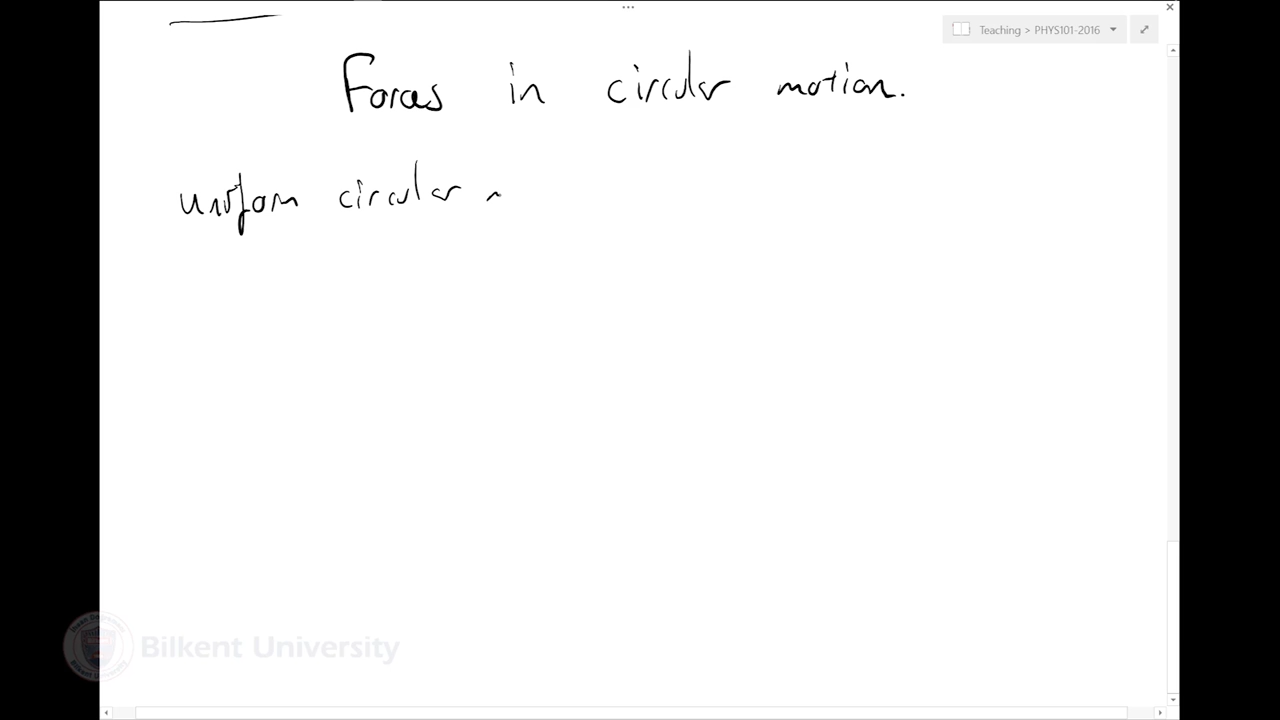 Teaching > PHYS101-2016
Forces in circular motion.
uniform circular
Bilkent University